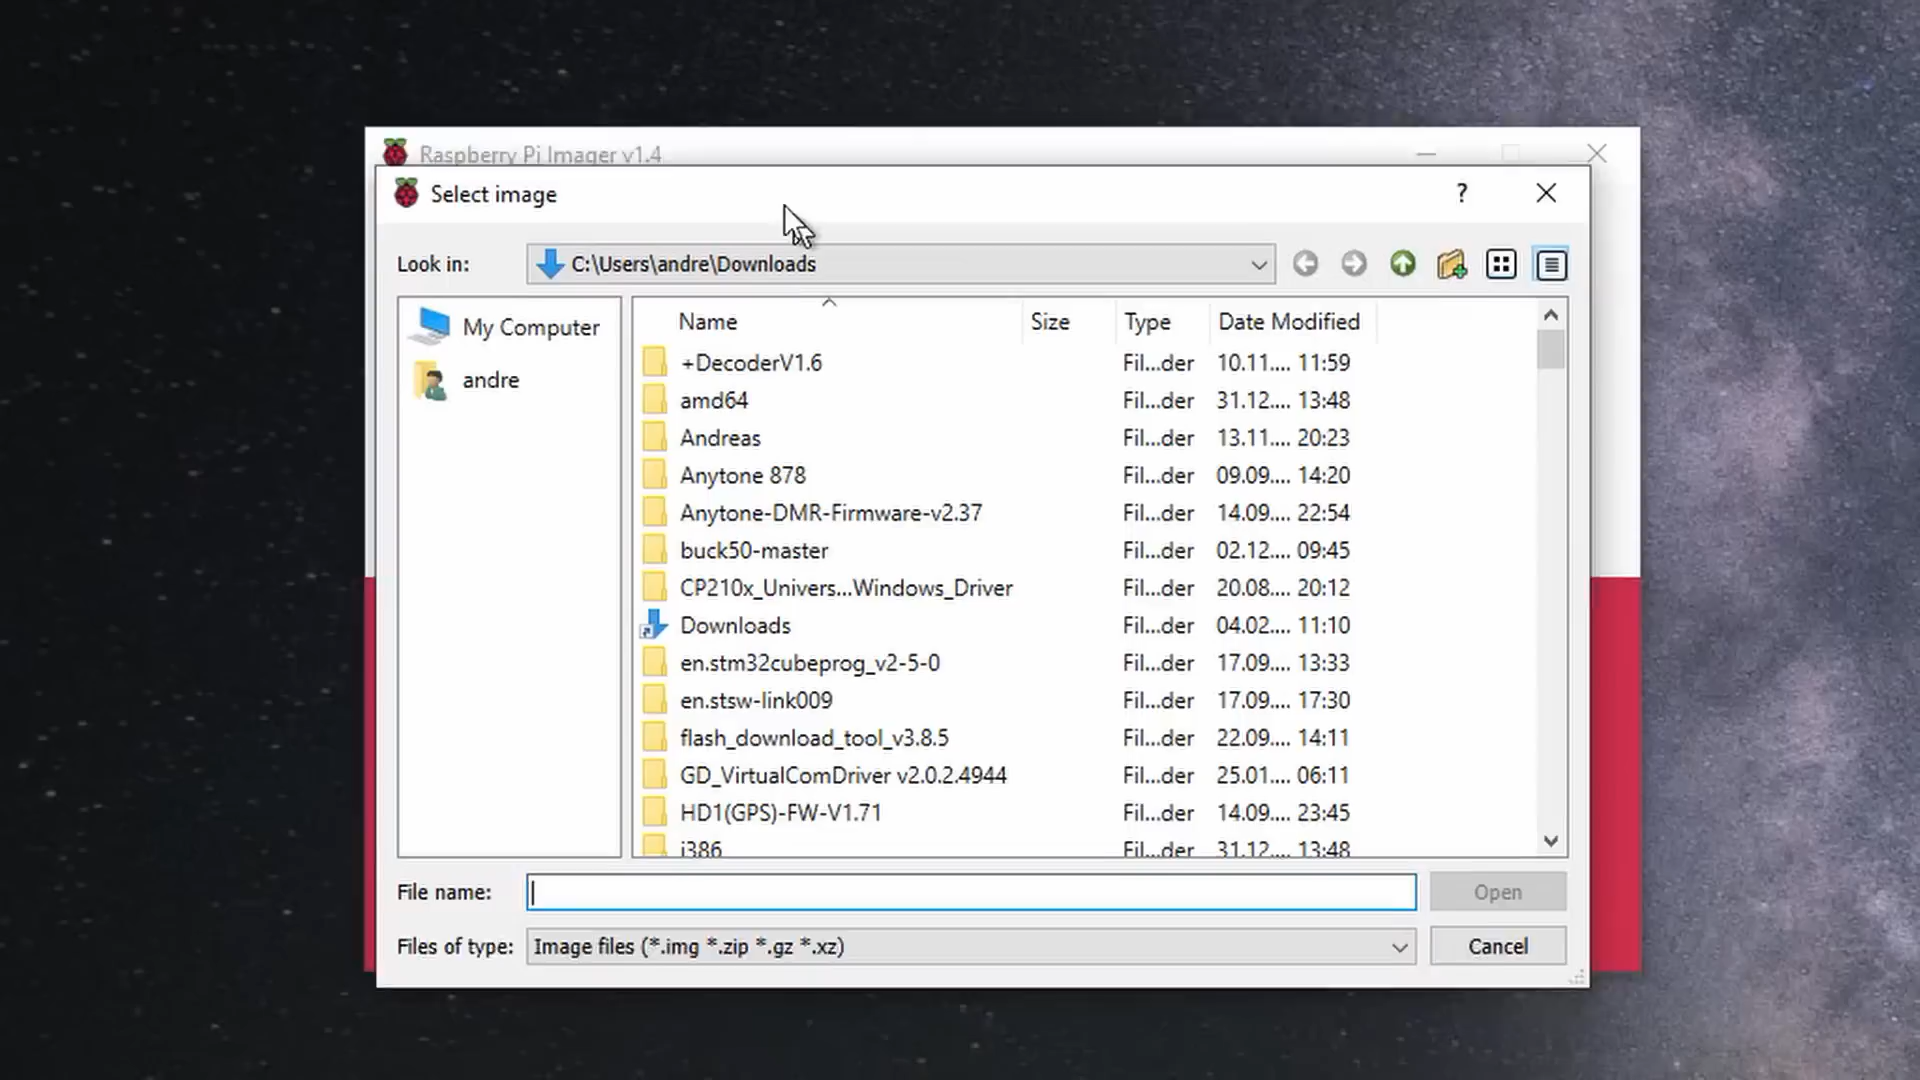 Raspberry Pi Imager v1.4
Select image
?
Look in: C:\Users\andre\Downloads
My Computer
andre
Name Size Type Date Modified
+DecoderV1.6 Fil...der 10.11.... 11:59
amd64 Fil...der 31.12.... 13:48
Andreas Fil...der 13.11.... 20:23
Anytone 878 Fil...der 09.09.... 14:20
Anytone-DMR-Firmware-v2.37 Fil...der 14.09.... 22:54
buck50-master Fil...der 02.12.... 09:45
CP210x_Univers...Windows_Driver Fil...der 20.08.... 20:12
Downloads Fil...der 04.02.... 11:10
en.stm32cubeprog_v2-5-0 Fil...der 17.09.... 13:33
en.stsw-link009 Fil...der 17.09.... 17:30
flash_download_tool_v3.8.5 Fil...der 22.09.... 14:11
GD_VirtualComDriver v2.0.2.4944 Fil...der 25.01.... 06:11
HD1(GPS)-FW-V1.71 Fil...der 14.09.... 23:45
i386 Fil...der 31.12.... 13:48
File name: Open
Files of type: Image files (*.img *.zip *.gz *.xz) Cancel